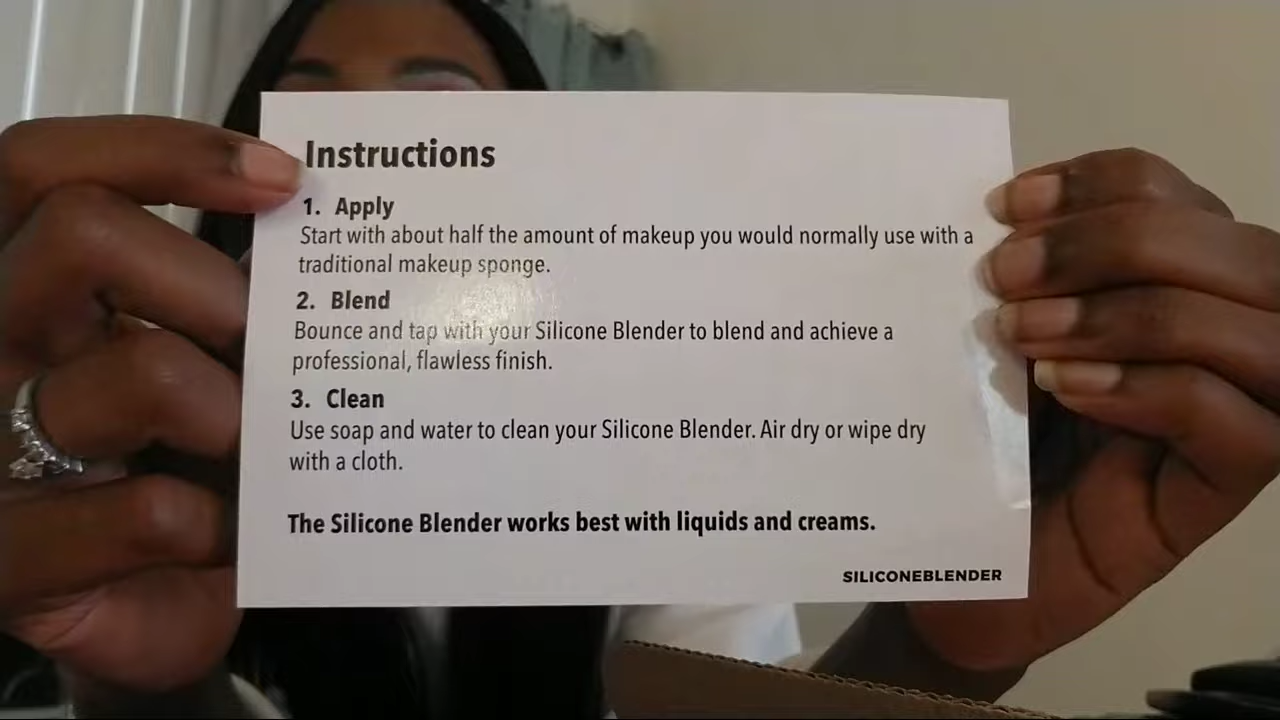 Instructions
1. Apply
Start with about half the amount of makeup you would normally use with a
traditional makeup sponge.
2. Blend
Bounce and tap with your Silicone Blender to blend and achieve a
professional, flawless finish.
3. Clean
Use soap and water to clean your Silicone Blender. Air dry or wipe dry
with a cloth.
The Silicone Blender works best with liquids and creams.
SILICONEBLENDER